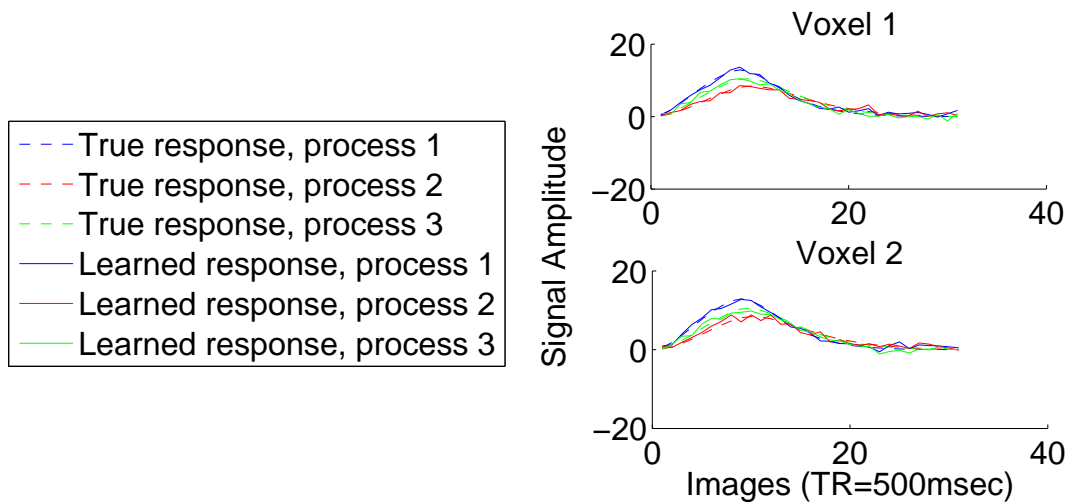 True response, process 1
True response, process 2
True response, process 3
Learned response, process 1
Learned response, process 2
Learned response, process 3
Signal Amplitude
Voxel 1
20
0
−20
0
20
40
Voxel 2
20
0
−20
0
20
40
Images (TR=500msec)